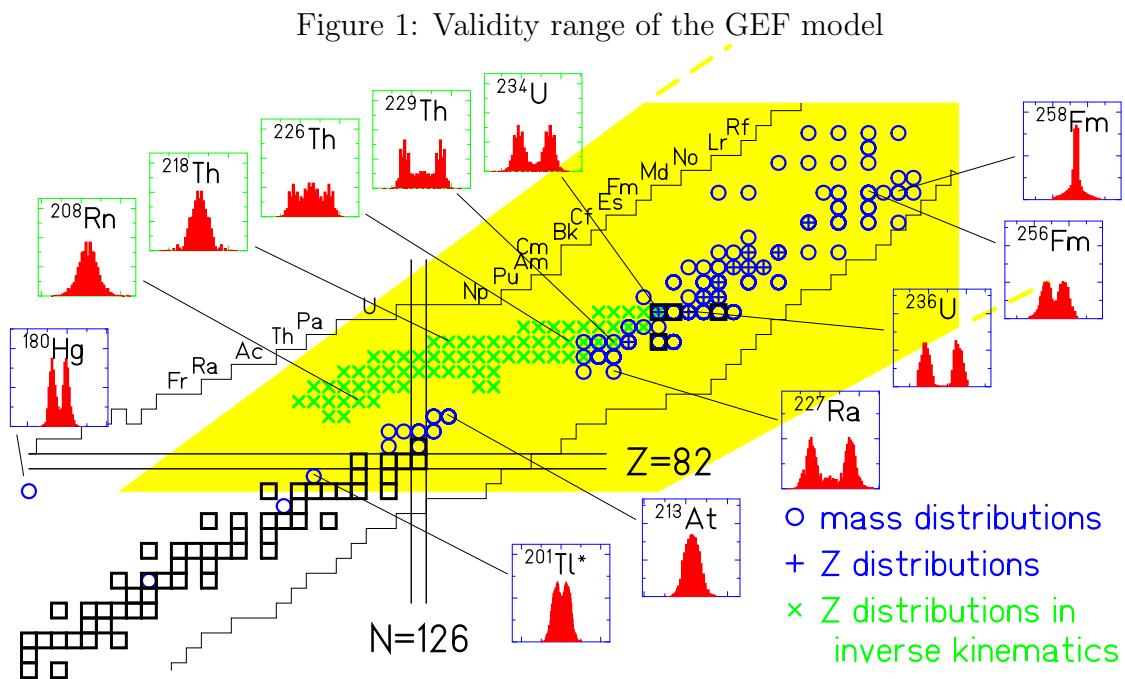 Figure 1: Validity range of the GEF model
234U
229Th
226Th
218Th
208Rn
180Hg
258Fm
256Fm
236U
227Ra
213At
201Tl*
Rf
Lr
No
Md
Fm
Es
Cf
Bk
Cm
Am
Pu
Np
U
Pa
Th
Ac
Ra
Fr
Z=82
N=126
mass distributions
Z distributions
Z distributions in
inverse kinematics